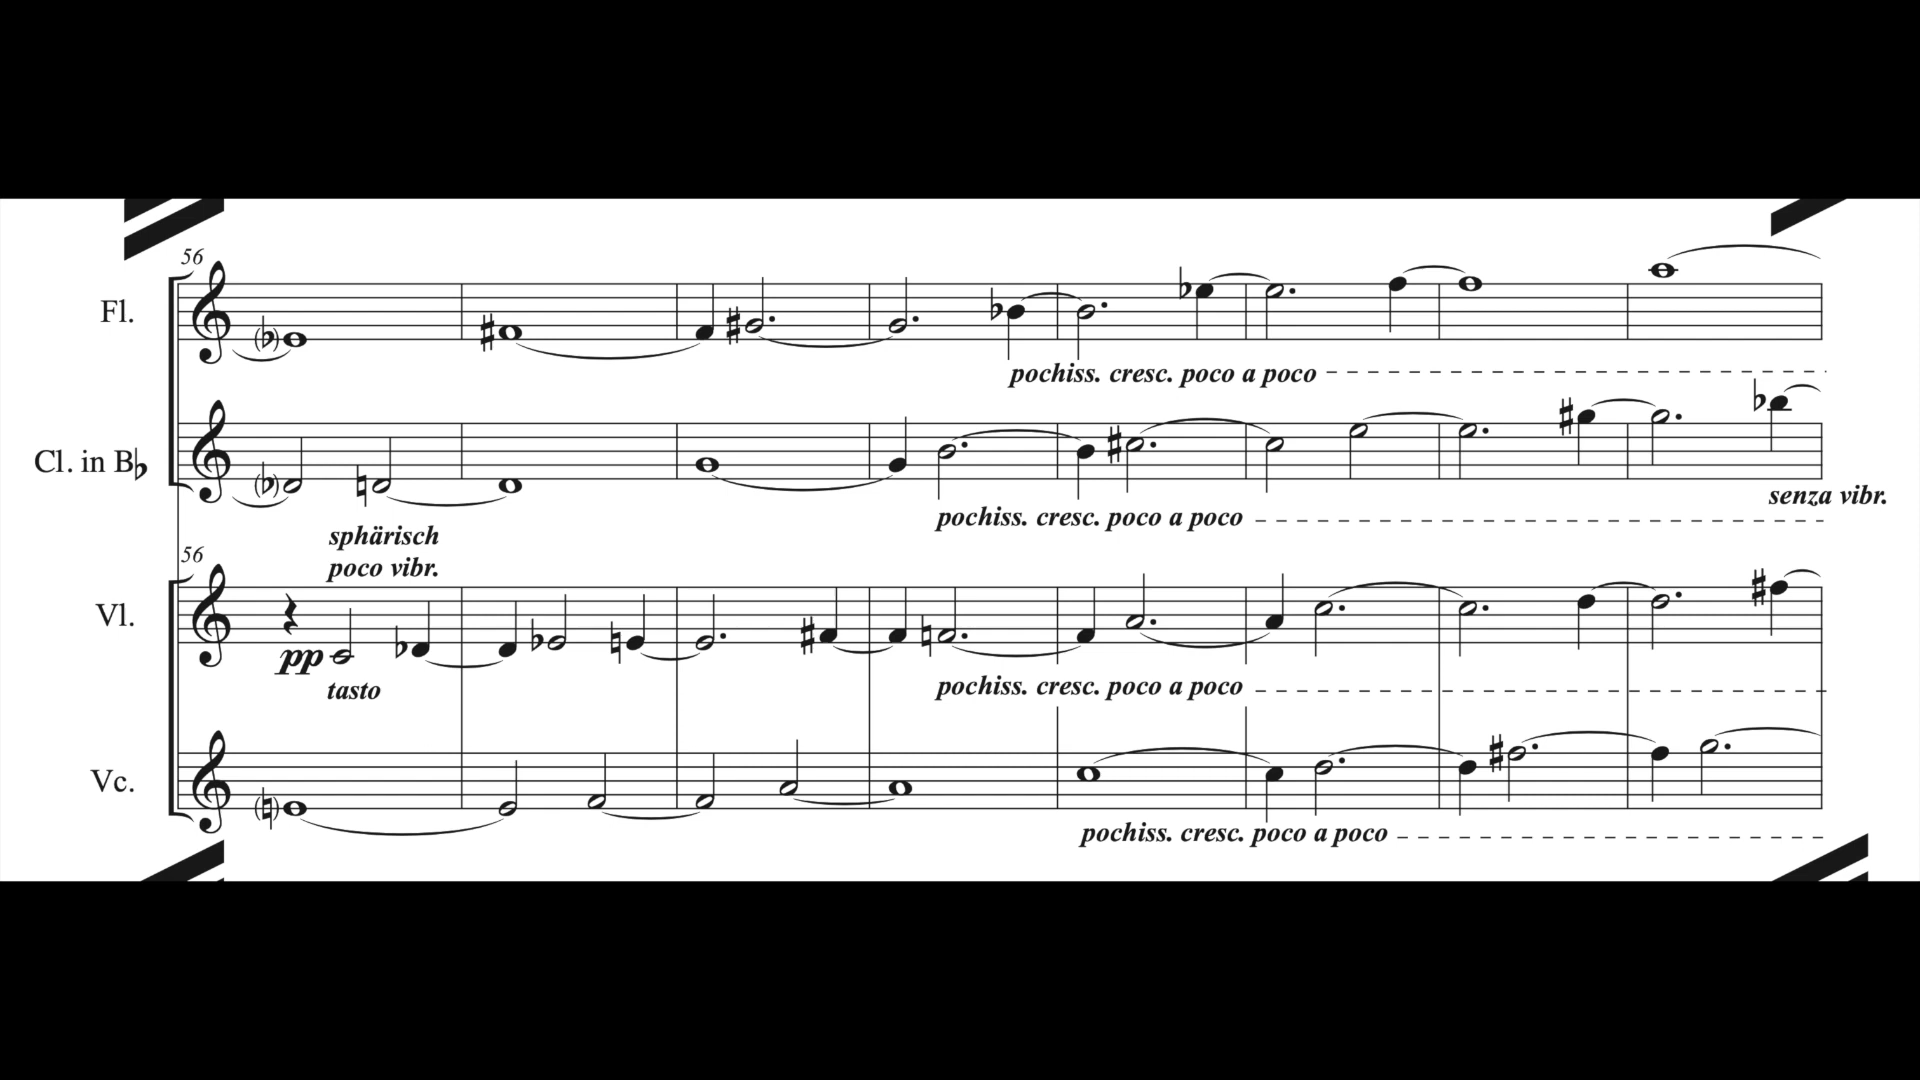 56
Fl.
pochiss. cresc. poco a poco
Cl. in B♭
senza vibr.
pochiss. cresc. poco a poco
sphärisch
poco vibr.
56
Vl.
pp
tasto
pochiss. cresc. poco a poco
Vc.
pochiss. cresc. poco a poco